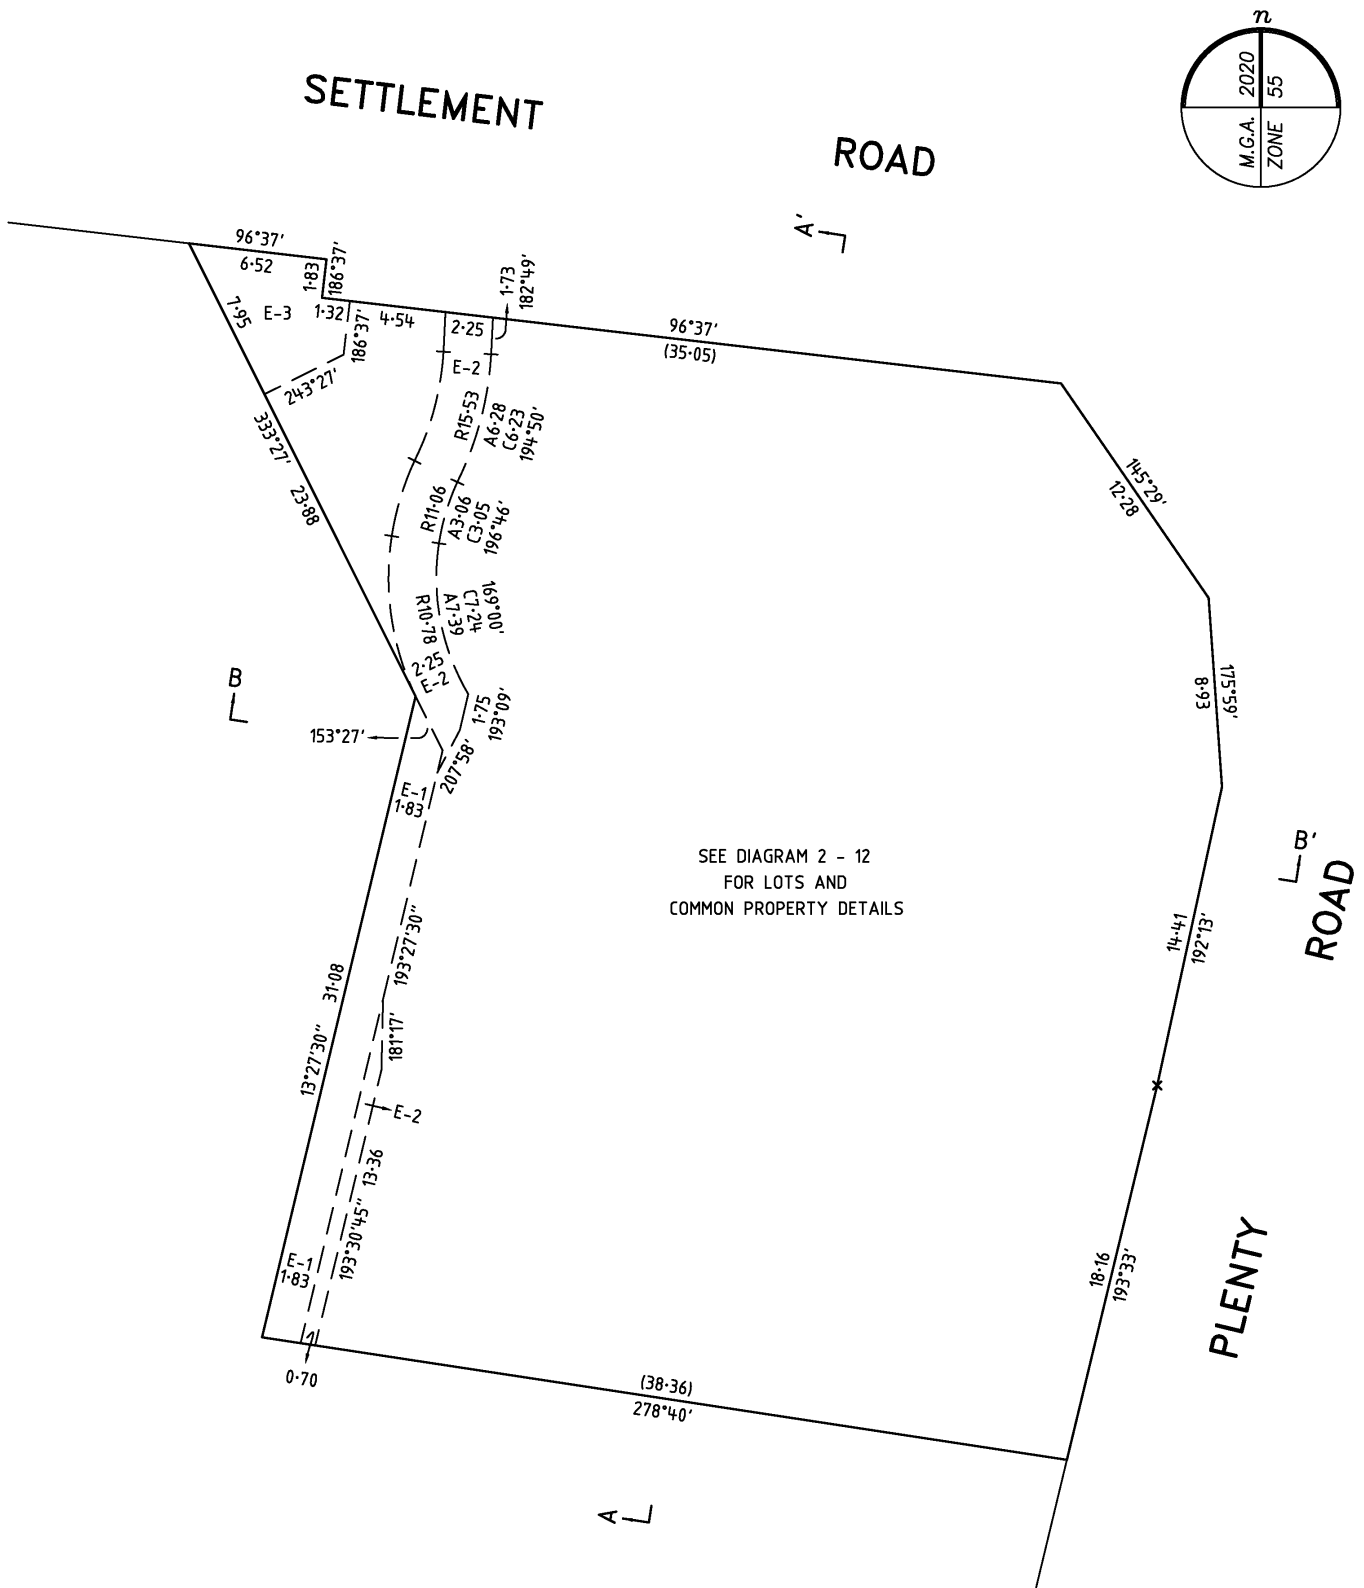 n
M.G.A. 2020
ZONE 55
SETTLEMENT
ROAD
A'
96°37'
6·52
1·83
186°37'
1·73
182°49'
7·95
E-3
1·32
186°37'
4·54
2·25
E-2
96°37'
(35·05)
243°27'
333°27'
23·88
R15·53
A6·28
C6·23
194°50'
R11·06
A3·06
C3·05
196°46'
169°00'
C7·24
A7·39
R10·78
2·25
E-2
1·75
193°09'
145°29'
12·28
175°59'
8·93
B
153°27'
207°58'
E-1
1·83
SEE DIAGRAM 2 - 12
FOR LOTS AND
COMMON PROPERTY DETAILS
B'
ROAD
14·41
192°13'
193°27'30"
31·08
13°27'30"
181°17'
E-2
13·36
193°30'45"
E-1
1·83
18·16
193°33'
PLENTY
0·70
(38·36)
278°40'
A